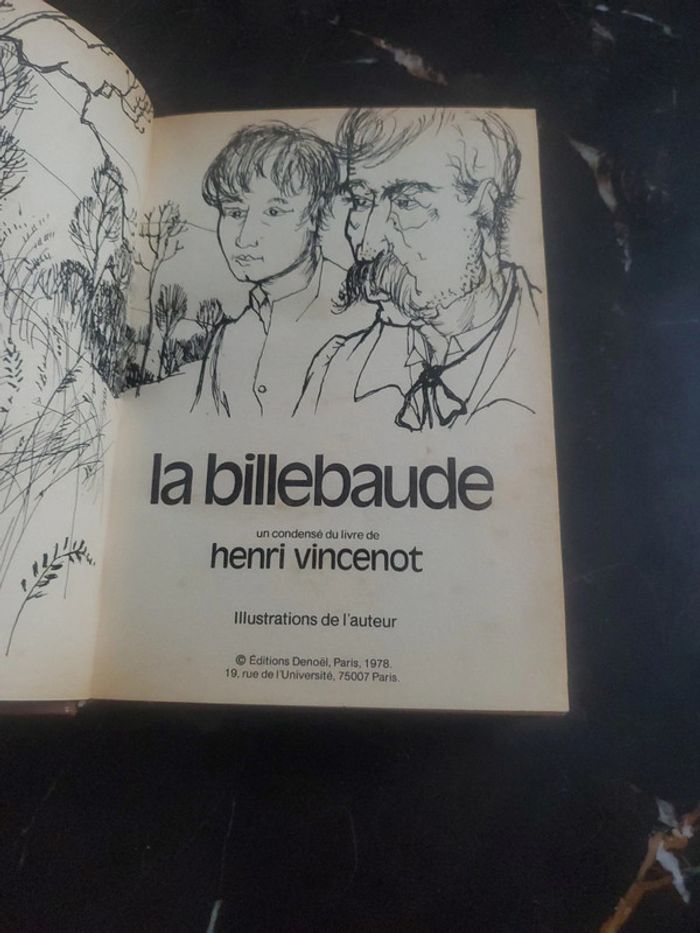 la billebaude
un condensé du livre de
henri vincenot
Illustrations de l'auteur
© Éditions Denoël, Paris, 1978.
19, rue de l'Université, 75007 Paris.